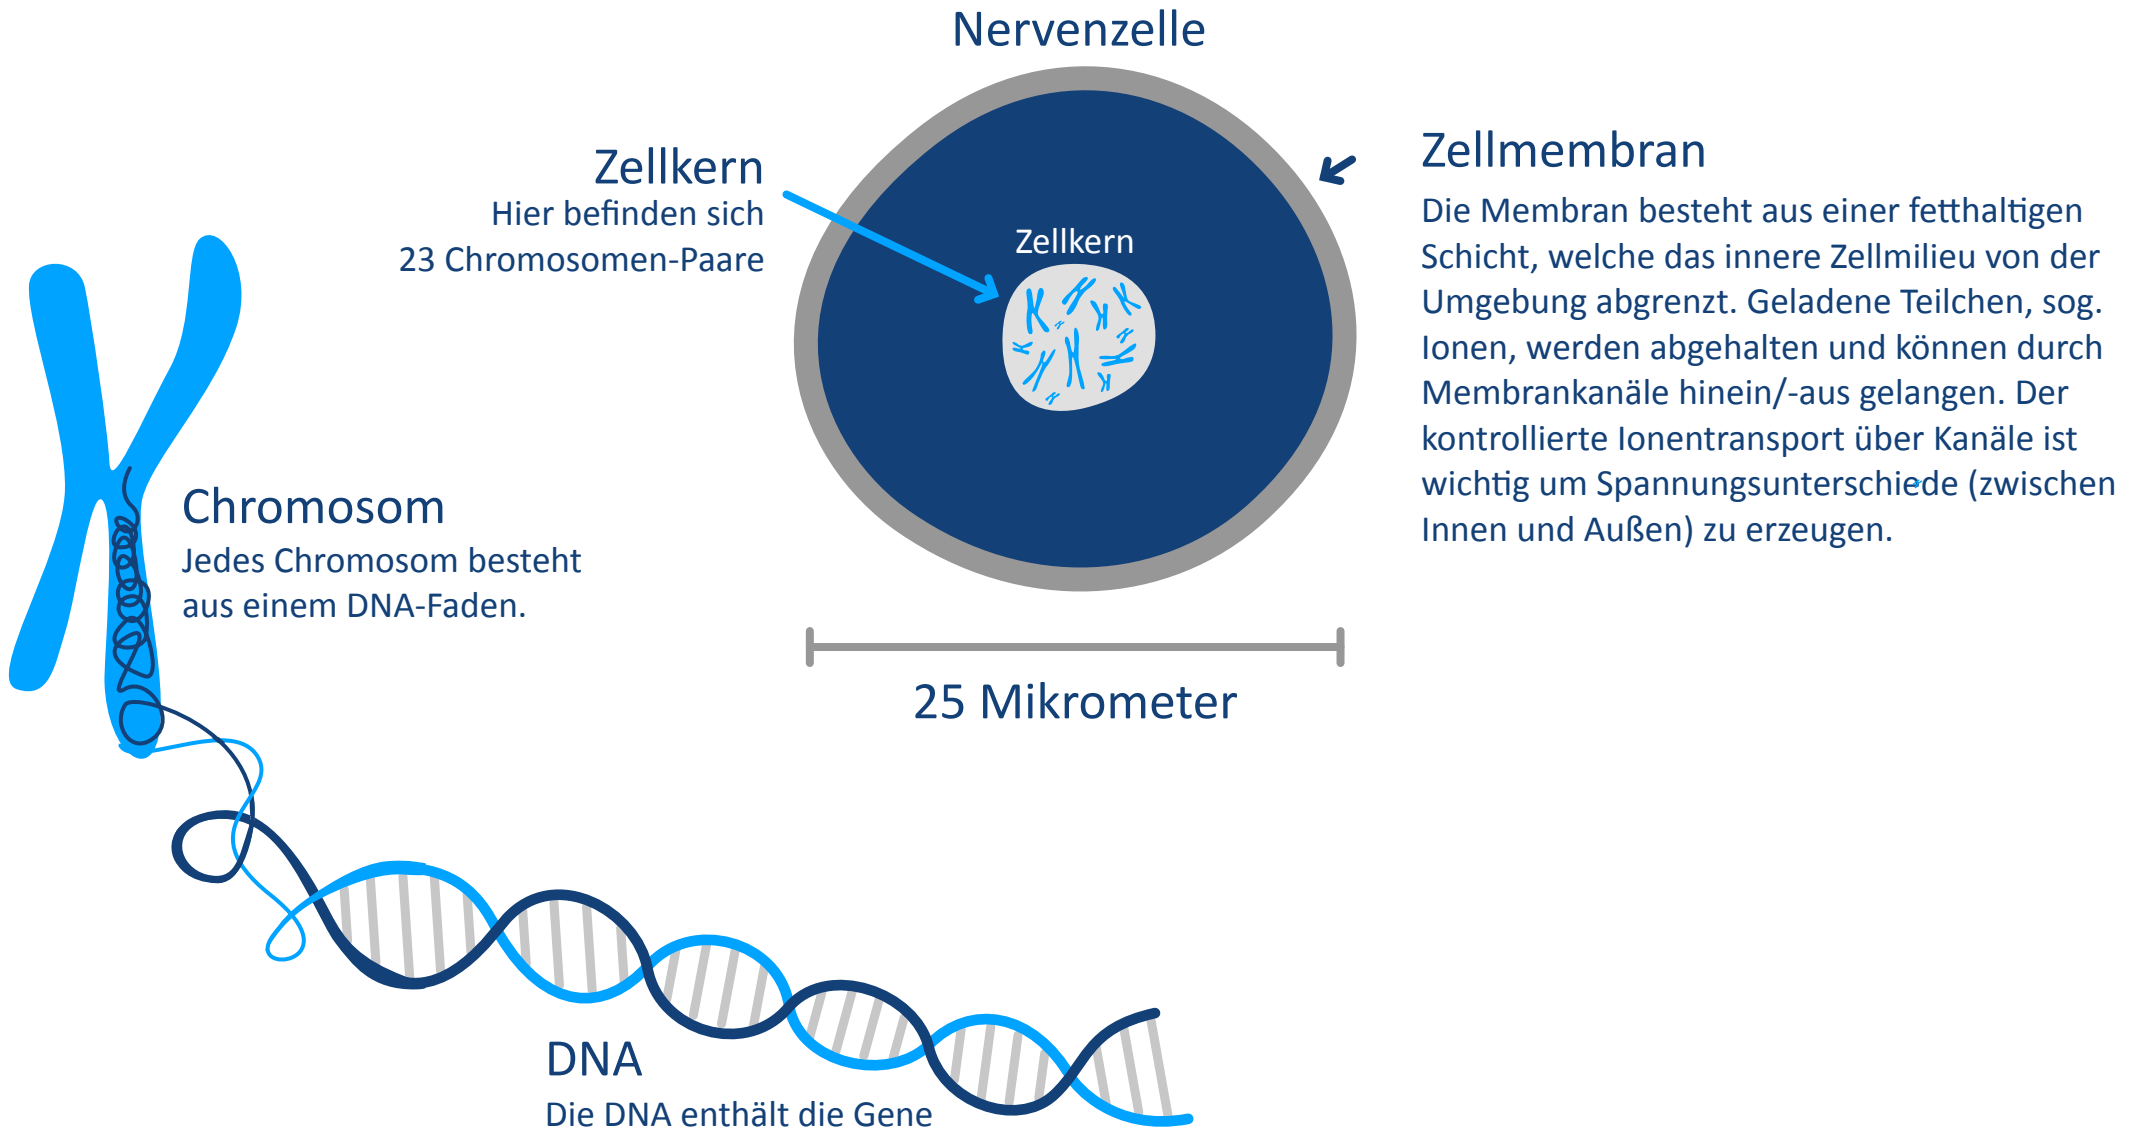 Nervenzelle
Zellkern
Hier befinden sich
23 Chromosomen-Paare
Zellkern
Zellmembran
Die Membran besteht aus einer fetthaltigen
Schicht, welche das innere Zellmilieu von der
Umgebung abgrenzt. Geladene Teilchen, sog.
Ionen, werden abgehalten und können durch
Membrankanäle hinein/-aus gelangen. Der
kontrollierte Ionentransport über Kanäle ist
wichtig um Spannungsunterschiede (zwischen
Innen und Außen) zu erzeugen.
Chromosom
Jedes Chromosom besteht
aus einem DNA-Faden.
25 Mikrometer
DNA
Die DNA enthält die Gene